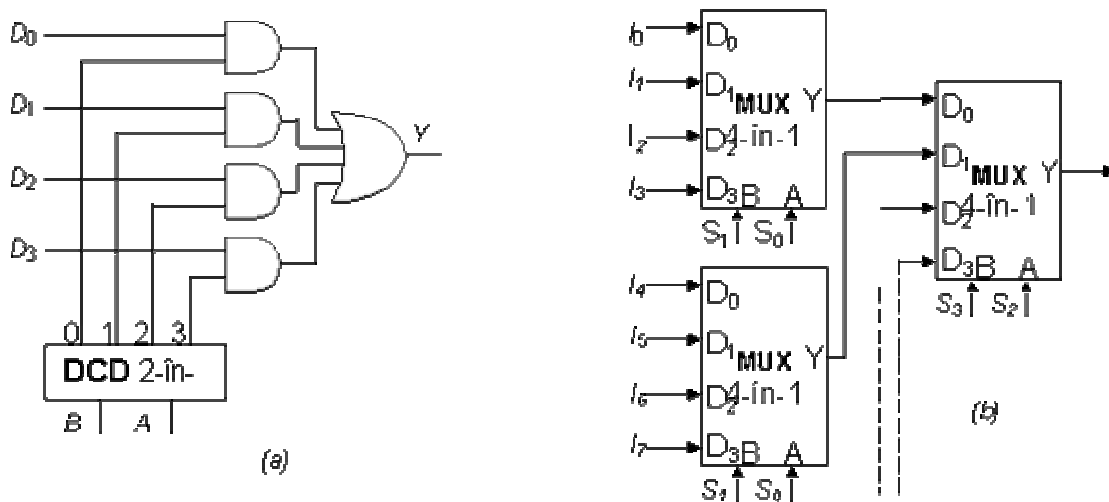 D0
D1
D2
D3
Y
0 1 2 3
DCD 2-în-
B A
(a)
I0
I1
I2
I3
D0
D1
MUX Y
D2 4-în-1
D3 B A
S1 S0
I4
I5
I6
I7
D0
D1
MUX Y
D2 4-în-1
D3 B A
S1 S0
D0
D1
MUX Y
D2 4-în-1
D3 B A
S3 S2
(b)